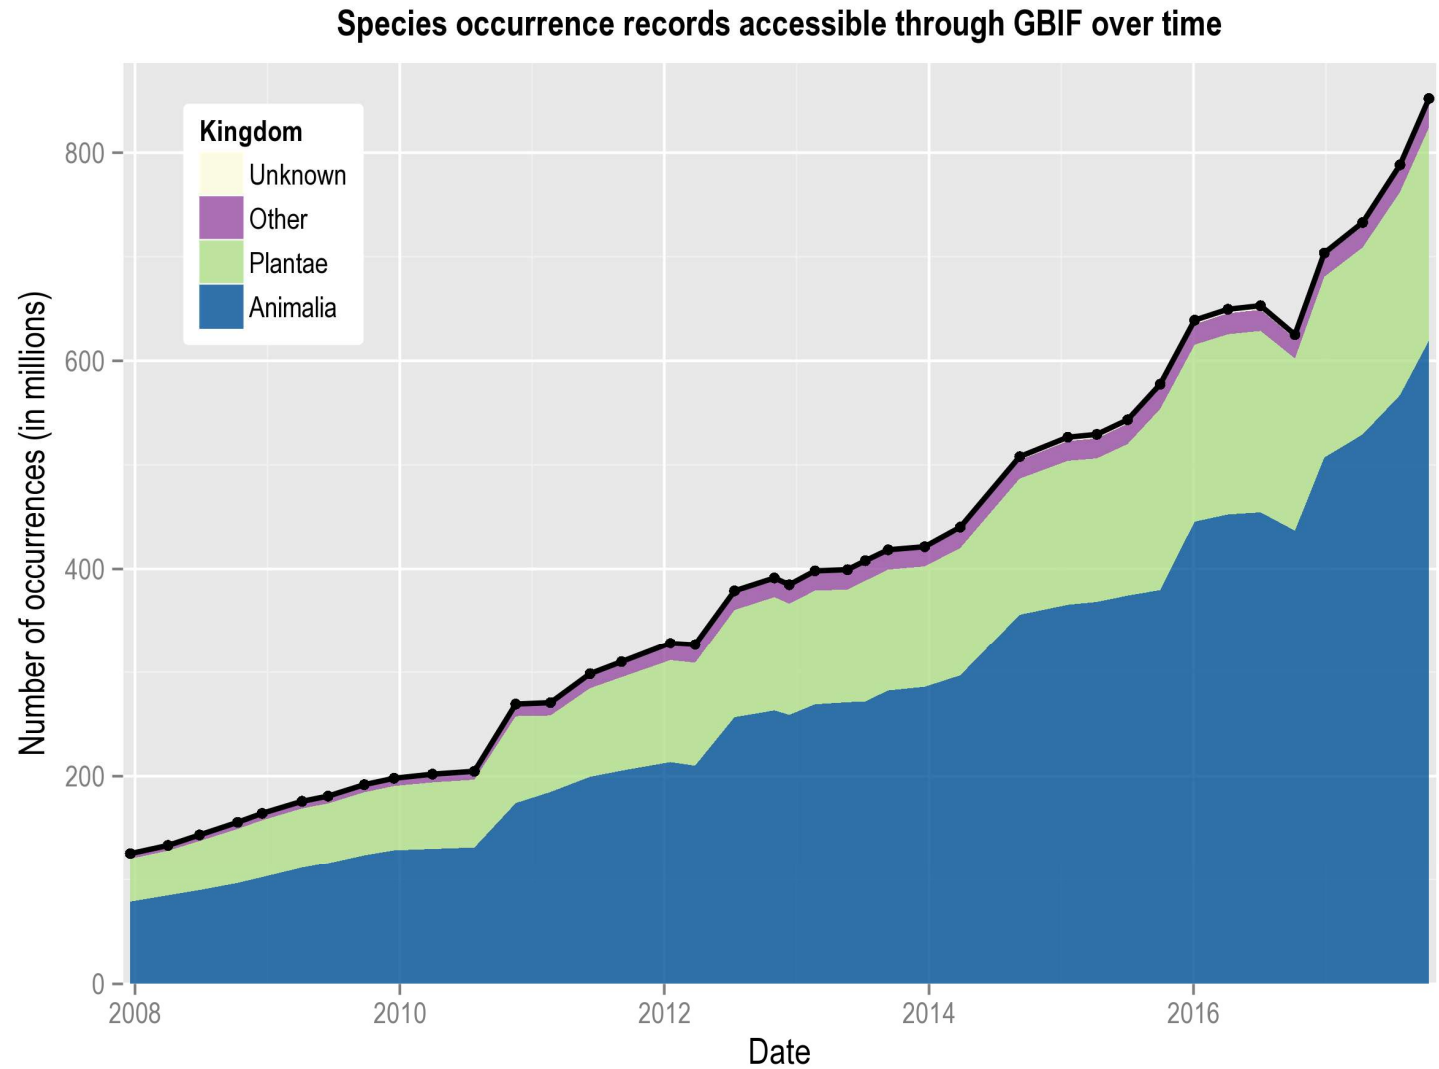 Species occurrence records accessible through GBIF over time
Kingdom
Unknown
Other
Plantae
Animalia
Number of occurrences (in millions)
800
600
400
200
0
2008 2010 2012 2014 2016
Date